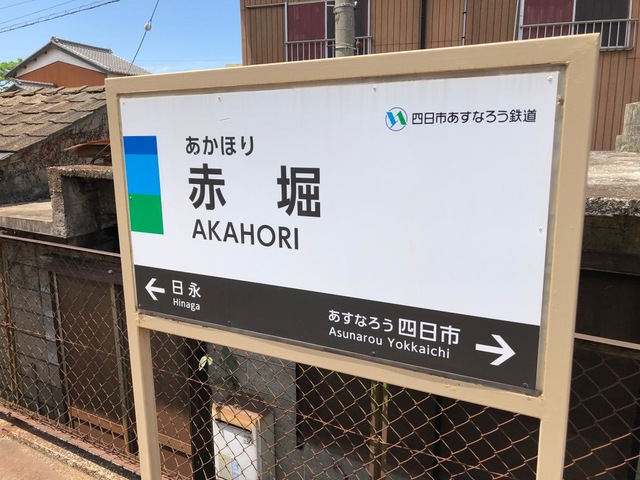 四日市あすなろう鉄道
あかほり
赤 堀
AKAHORI
← 日永
Hinaga
あすなろう四日市 →
Asunarou Yokkaichi